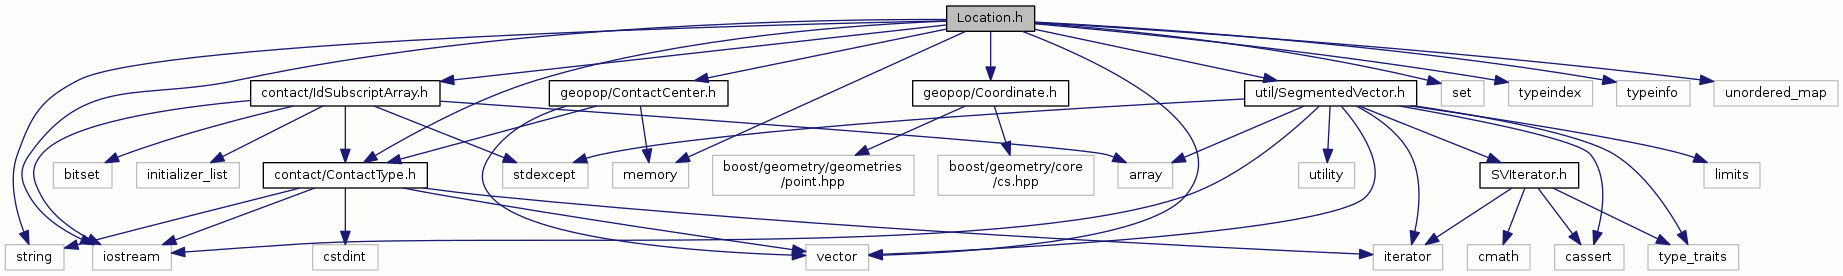 Location.h
contact/IdSubscriptArray.h
geopop/ContactCenter.h
geopop/Coordinate.h
util/SegmentedVector.h
set
typeindex
typeinfo
unordered_map
bitset
initializer_list
contact/ContactType.h
stdexcept
memory
boost/geometry/geometries
/point.hpp
boost/geometry/core
/cs.hpp
array
utility
SVIterator.h
limits
string
iostream
cstdint
vector
iterator
cmath
cassert
type_traits